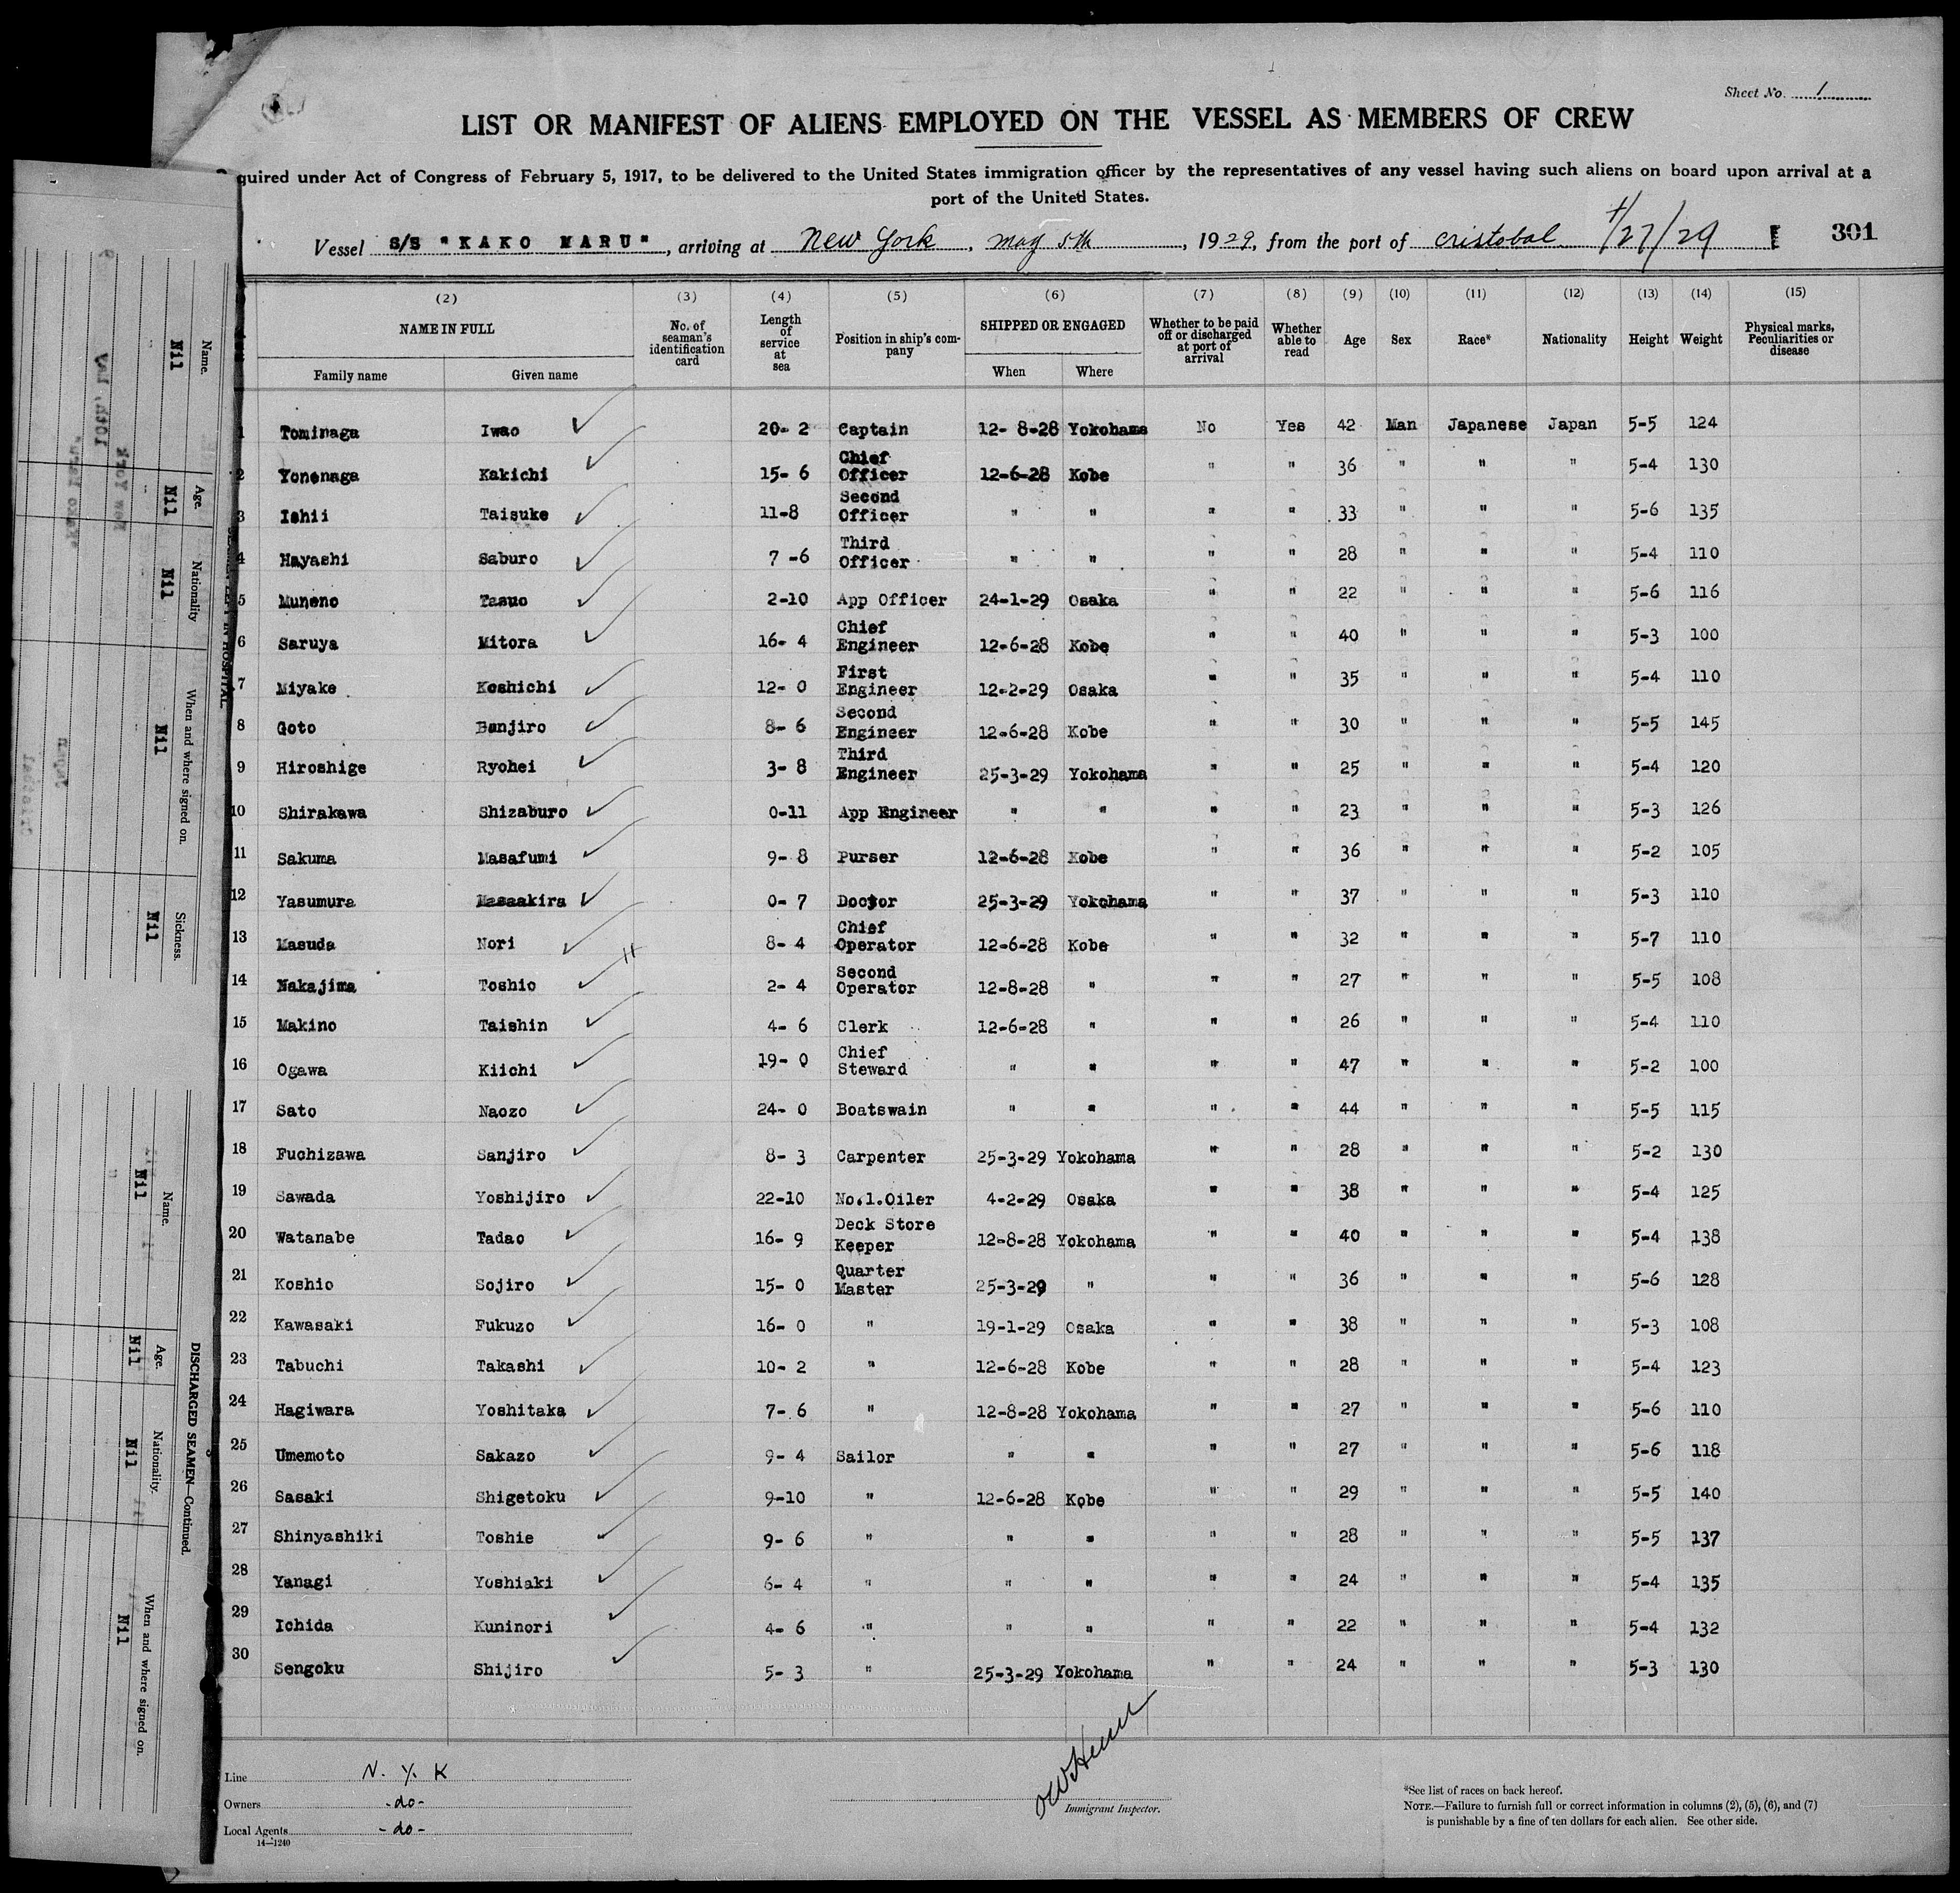 Sheet No. 1
LIST OR MANIFEST OF ALIENS EMPLOYED ON THE VESSEL AS MEMBERS OF CREW
quired under Act of Congress of February 5, 1917, to be delivered to the United States immigration officer by the representatives of any vessel having such aliens on board upon arrival at a
port of the United States.
Vessel S/S "KAKO MARU", arriving at New York, May 5th, 1929, from the port of Cristobal 4/27/29 301
(2) (3) (4) (5) (6) (7) (8) (9) (10) (11) (12) (13) (14) (15)
NAME IN FULL No. of seaman's identification card Length of service at sea Position in ship's company SHIPPED OR ENGAGED Whether to be paid off or discharged at port of arrival Whether able to read Age Sex Race* Nationality Height Weight Physical marks, Peculiarities or disease
Family name Given name When Where
1 Tominaga Iwao 20- 2 Captain 12- 8-28 Yokohama No Yes 42 Man Japanese Japan 5-5 124
2 Yonenaga Kakichi 15- 6 Chief Officer 12-6-28 Kobe " " 36 " " " 5-4 130
3 Ishii Taisuke 11-8 Second Officer " " " " 33 " " " 5-6 135
4 Hayashi Saburo 7 -6 Third Officer " " " " 28 " " " 5-4 110
5 Muneno Tasuo 2-10 App Officer 24-1-29 Osaka " " 22 " " " 5-6 116
6 Saruya Mitora 16- 4 Chief Engineer 12-6-28 Kobe " " 40 " " " 5-3 100
7 Miyake Koshichi 12- 0 First Engineer 12-2-29 Osaka " " 35 " " " 5-4 110
8 Goto Banjiro 8- 6 Second Engineer 12-6-28 Kobe " " 30 " " " 5-5 145
9 Hiroshige Ryohei 3- 8 Third Engineer 25-3-29 Yokohama " " 25 " " " 5-4 120
10 Shirakawa Shizaburo 0-11 App Engineer " " " " 23 " " " 5-3 126
11 Sakuma Masafumi 9- 8 Purser 12-6-28 Kobe " " 36 " " " 5-2 105
12 Yasumura Masaakira 0- 7 Doctor 25-3-29 Yokohama " " 37 " " " 5-3 110
13 Masuda Nori 8- 4 Chief Operator 12-6-28 Kobe " " 32 " " " 5-7 110
14 Nakajima Toshio 2- 4 Second Operator 12-8-28 " " " 27 " " " 5-5 108
15 Makino Taishin 4- 6 Clerk 12-6-28 " " " 26 " " " 5-4 110
16 Ogawa Kiichi 19- 0 Chief Steward " " " " 47 " " " 5-2 100
17 Sato Naozo 24- 0 Boatswain " " " " 44 " " " 5-5 115
18 Fuchizawa Sanjiro 8- 3 Carpenter 25-3-29 Yokohama " " 28 " " " 5-2 130
19 Sawada Yoshijiro 22-10 No.1.Oiler 4-2-29 Osaka " " 38 " " " 5-4 125
20 Watanabe Tadao 16- 9 Deck Store Keeper 12-8-28 Yokohama " " 40 " " " 5-4 138
21 Koshio Sojiro 15- 0 Quarter Master 25-3-29 " " " 36 " " " 5-6 128
22 Kawasaki Fukuzo 16- 0 " 19-1-29 Osaka " " 38 " " " 5-3 108
23 Tabuchi Takashi 10- 2 " 12-6-28 Kobe " " 28 " " " 5-4 123
24 Hagiwara Yoshitaka 7- 6 " 12-8-28 Yokohama " " 27 " " " 5-6 110
25 Umemoto Sakazo 9- 4 Sailor " " " " 27 " " " 5-6 118
26 Sasaki Shigetoku 9-10 " 12-6-28 Kobe " " 29 " " " 5-5 140
27 Shinyashiki Toshie 9- 6 " " " " " 28 " " " 5-5 137
28 Yanagi Yoshiaki 6- 4 " " " " " 24 " " " 5-4 135
29 Ichida Kuninori 4- 6 " " " " " 22 " " " 5-4 132
30 Sengoku Shijiro 5- 3 " 25-3-29 Yokohama " " 24 " " " 5-3 130
Line N. Y. K
Owners -do-
Local Agents -do-
14—1240
Immigrant Inspector.
*See list of races on back hereof.
NOTE.—Failure to furnish full or correct information in columns (2), (5), (6), and (7)
is punishable by a fine of ten dollars for each alien. See other side.
Name. Age. Nationality When and where signed on. Sickness.
Nil Nil Nil Nil Nil
HOSPITAL
DISCHARGED SEAMEN—Continued.
Name. Age. Nationality. When and where signed on.
Nil Nil Nil Nil